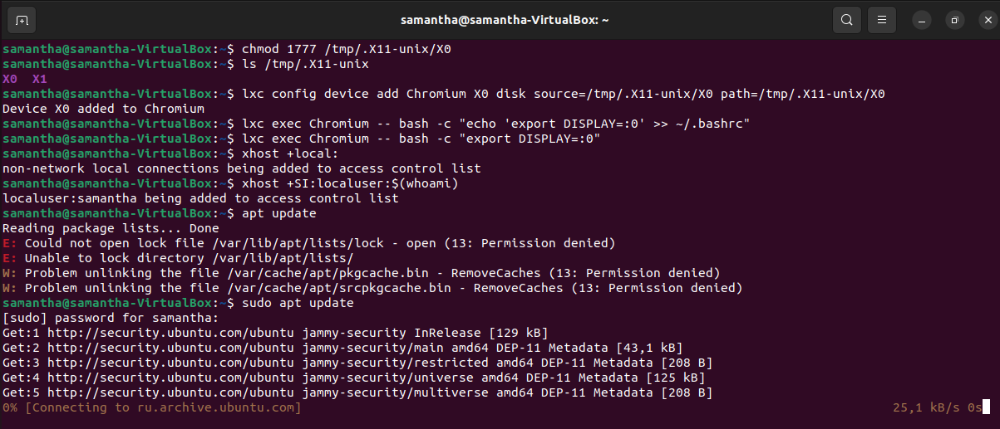 samantha@samantha-VirtualBox: ~
samantha@samantha-VirtualBox:~$ chmod 1777 /tmp/.X11-unix/X0
samantha@samantha-VirtualBox:~$ ls /tmp/.X11-unix
X0  X1
samantha@samantha-VirtualBox:~$ lxc config device add Chromium X0 disk source=/tmp/.X11-unix/X0 path=/tmp/.X11-unix/X0
Device X0 added to Chromium
samantha@samantha-VirtualBox:~$ lxc exec Chromium -- bash -c "echo 'export DISPLAY=:0' >> ~/.bashrc"
samantha@samantha-VirtualBox:~$ lxc exec Chromium -- bash -c "export DISPLAY=:0"
samantha@samantha-VirtualBox:~$ xhost +local:
non-network local connections being added to access control list
samantha@samantha-VirtualBox:~$ xhost +SI:localuser:$(whoami)
localuser:samantha being added to access control list
samantha@samantha-VirtualBox:~$ apt update
Reading package lists... Done
E: Could not open lock file /var/lib/apt/lists/lock - open (13: Permission denied)
E: Unable to lock directory /var/lib/apt/lists/
W: Problem unlinking the file /var/cache/apt/pkgcache.bin - RemoveCaches (13: Permission denied)
W: Problem unlinking the file /var/cache/apt/srcpkgcache.bin - RemoveCaches (13: Permission denied)
samantha@samantha-VirtualBox:~$ sudo apt update
[sudo] password for samantha:
Get:1 http://security.ubuntu.com/ubuntu jammy-security InRelease [129 kB]
Get:2 http://security.ubuntu.com/ubuntu jammy-security/main amd64 DEP-11 Metadata [43,1 kB]
Get:3 http://security.ubuntu.com/ubuntu jammy-security/restricted amd64 DEP-11 Metadata [208 B]
Get:4 http://security.ubuntu.com/ubuntu jammy-security/universe amd64 DEP-11 Metadata [125 kB]
Get:5 http://security.ubuntu.com/ubuntu jammy-security/multiverse amd64 DEP-11 Metadata [208 B]
0% [Connecting to ru.archive.ubuntu.com] 25,1 kB/s 0s